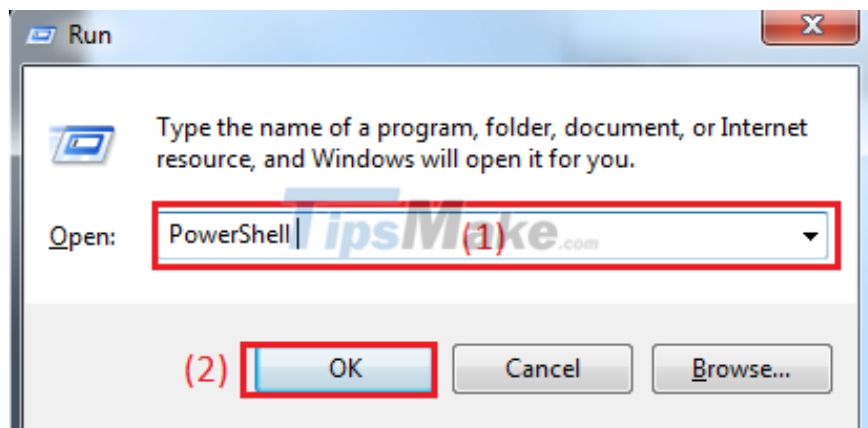 Run
X
Type the name of a program, folder, document, or Internet
resource, and Windows will open it for you.
Open:
PowerShell
TipsMake.com
(1)
(2)
OK
Cancel
Browse...